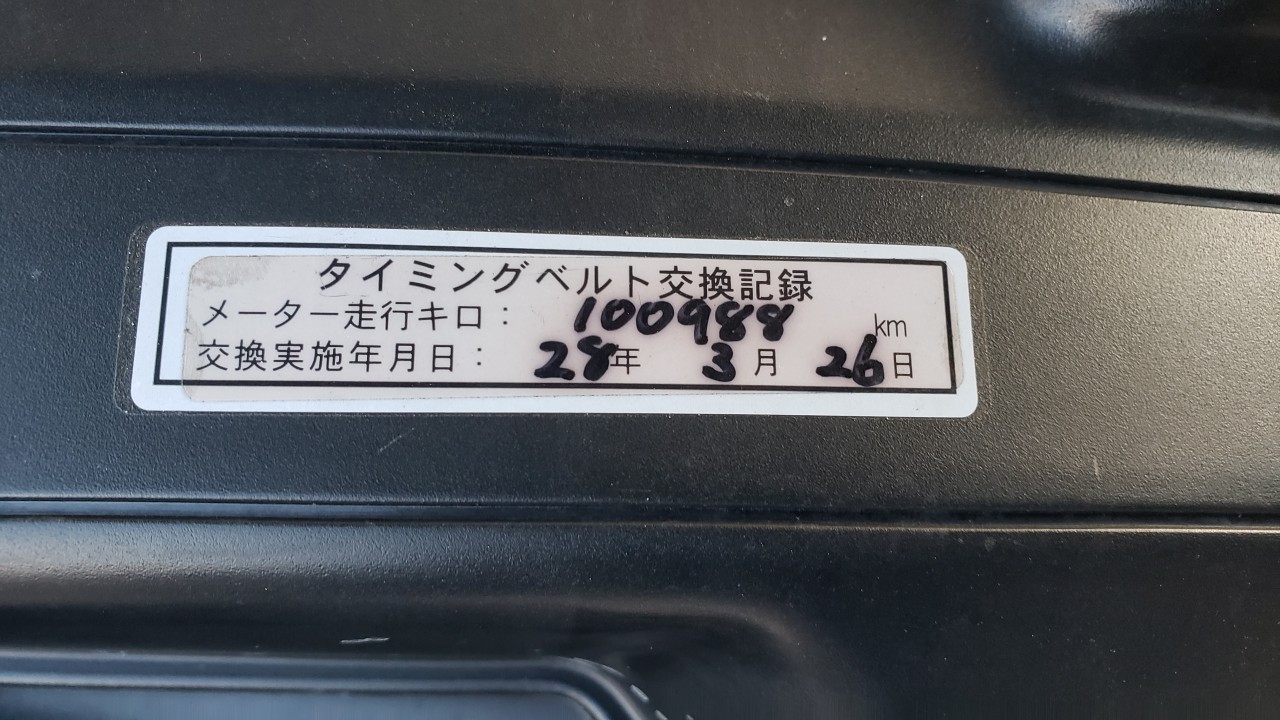 タイミングベルト交換記録
メーター走行キロ： 100988 km
交換実施年月日： 28年 3月 26日